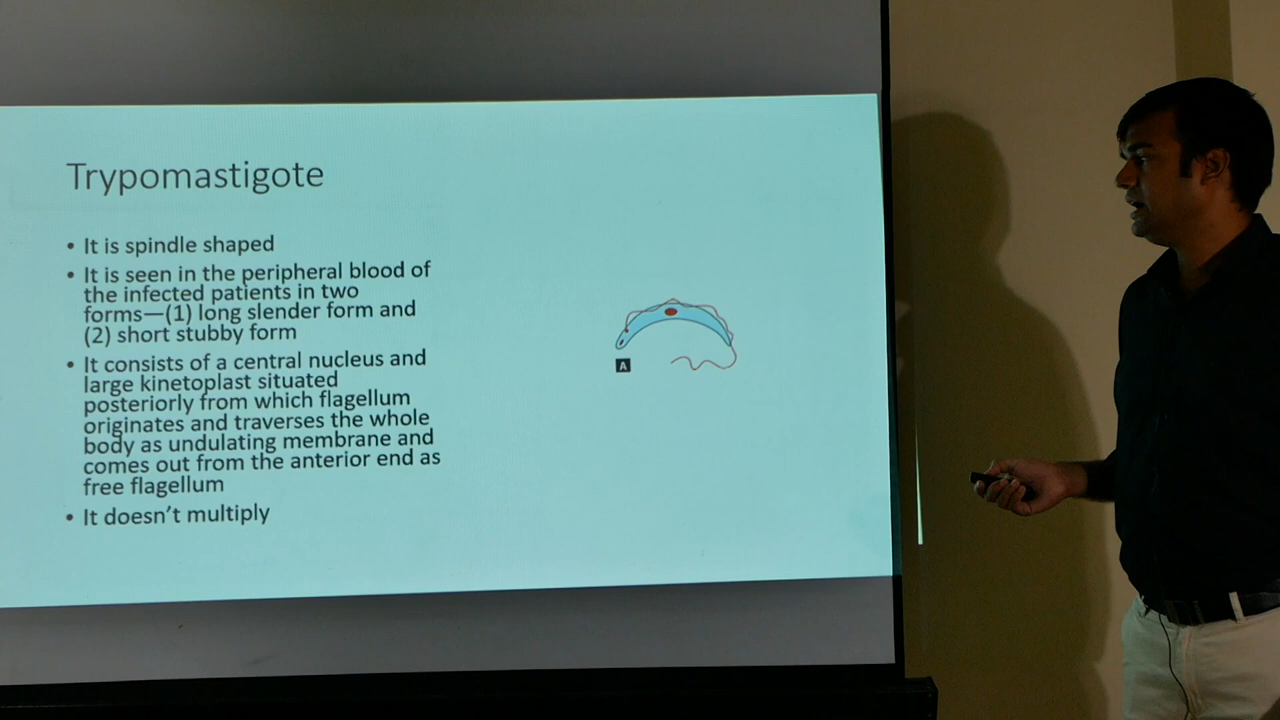 Trypomastigote
• It is spindle shaped
• It is seen in the peripheral blood of
the infected patients in two
forms—(1) long slender form and
(2) short stubby form
• It consists of a central nucleus and
large kinetoplast situated
posteriorly from which flagellum
originates and traverses the whole
body as undulating membrane and
comes out from the anterior end as
free flagellum
• It doesn't multiply
A